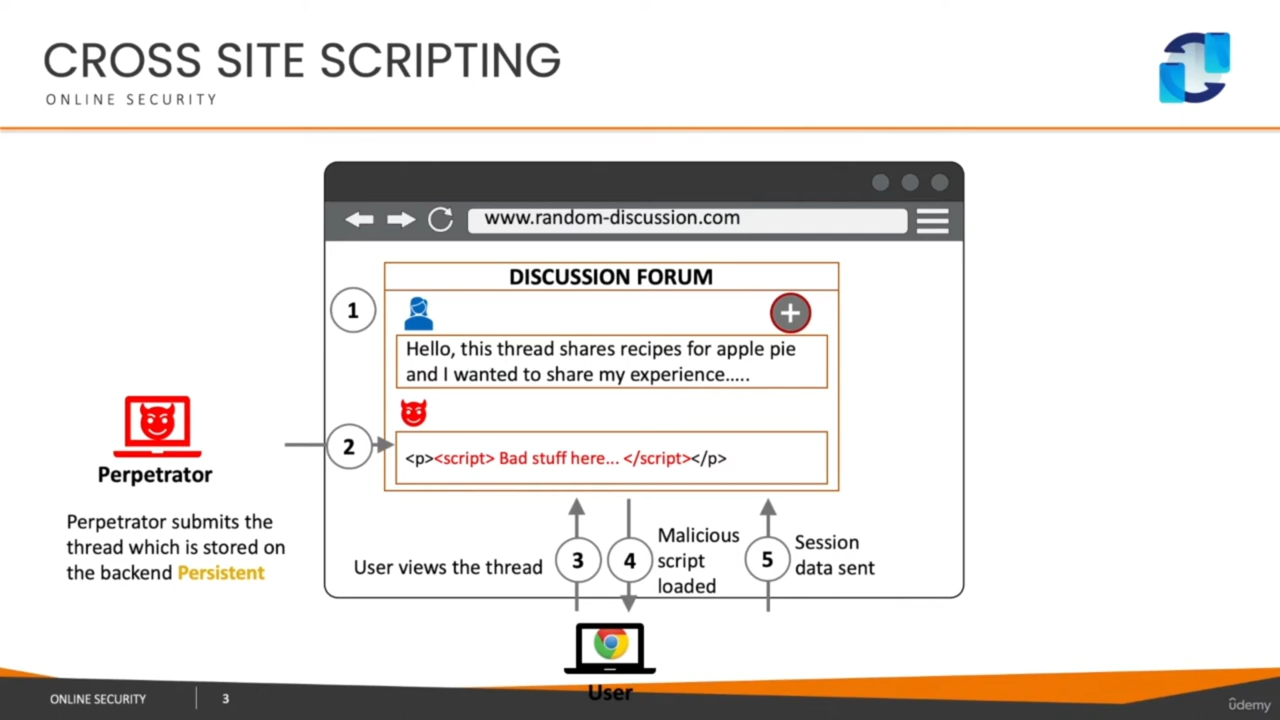 CROSS SITE SCRIPTING
ONLINE SECURITY
www.random-discussion.com
DISCUSSION FORUM
1
+
Hello, this thread shares recipes for apple pie
and I wanted to share my experience.....
2
<p><script> Bad stuff here... </script></p>
Perpetrator
Perpetrator submits the
thread which is stored on
the backend Persistent
User views the thread
3
4
Malicious
script
loaded
5
Session
data sent
User
ONLINE SECURITY
3
ûdemy